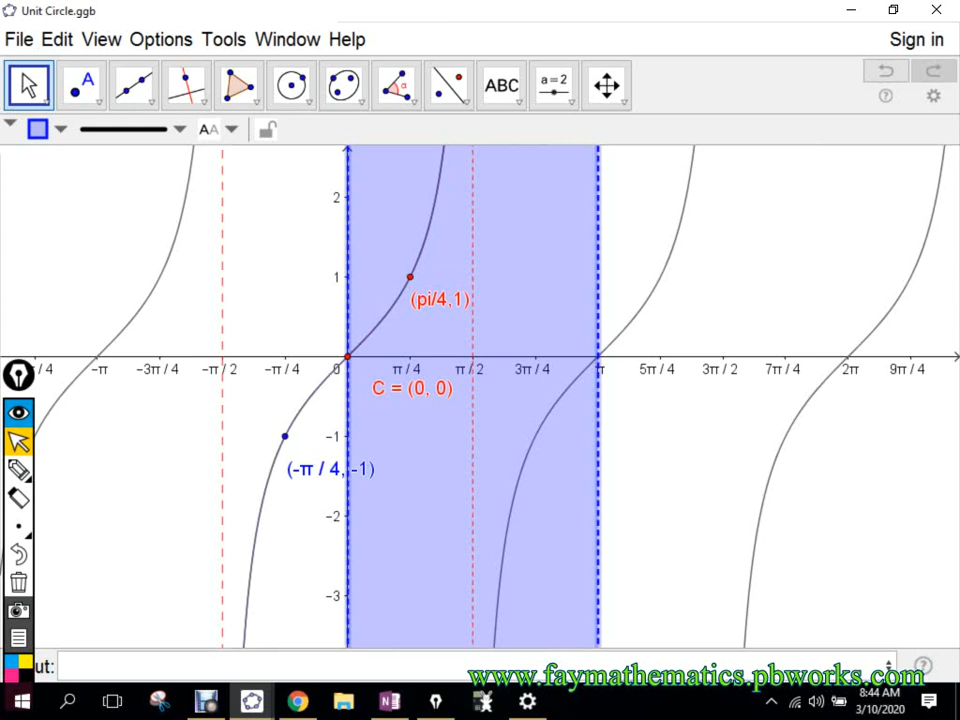 Unit Circle.ggb
File Edit View Options Tools Window Help Sign in
A ABC a=2 α
AA
2
1
(pi/4,1)
π / 4 -π -3π / 4 -π / 2 -π / 4 0 π / 4 π / 2 3π / 4 π 5π / 4 3π / 2 7π / 4 2π 9π / 4
C = (0, 0)
-1
(-π / 4, -1)
-2
-3
ut:
www.faymathematics.pbworks.com
8:44 AM
3/10/2020